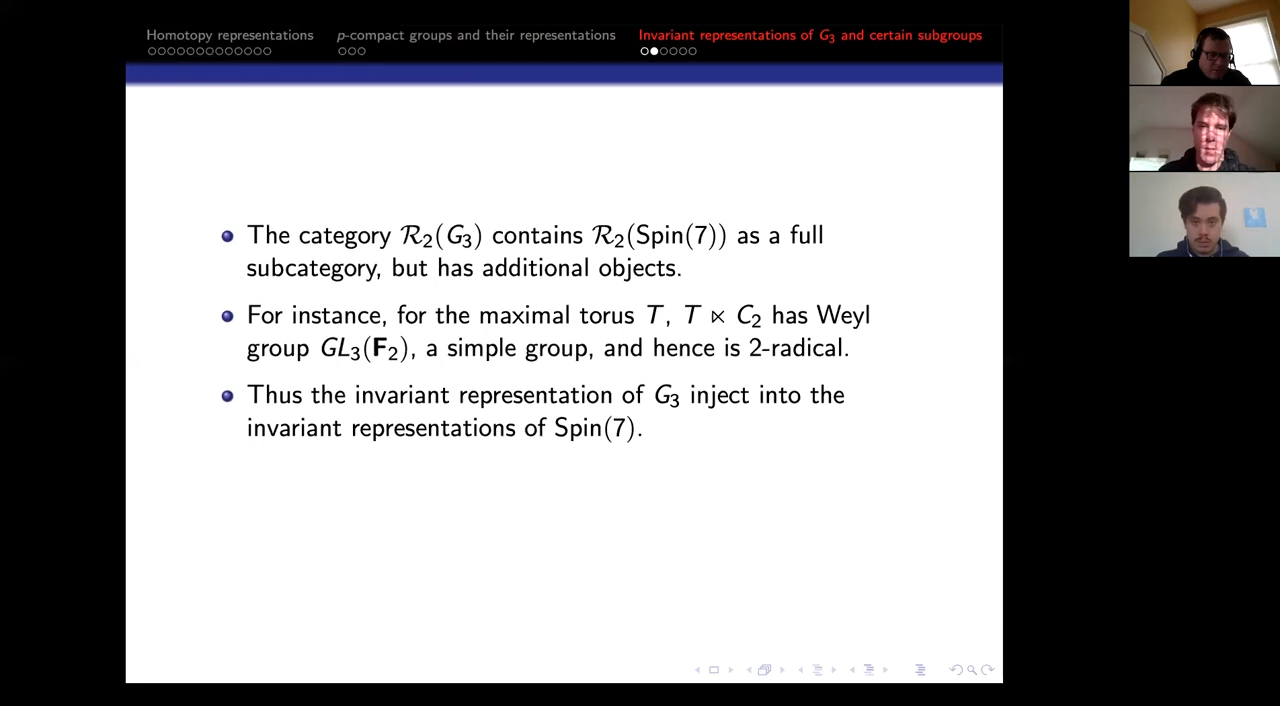 Homotopy representations p-compact groups and their representations Invariant representations of G₃ and certain subgroups
The category R₂(G₃) contains R₂(Spin(7)) as a full
subcategory, but has additional objects.
For instance, for the maximal torus T, T ⋉ C₂ has Weyl
group GL₃(F₂), a simple group, and hence is 2-radical.
Thus the invariant representation of G₃ inject into the
invariant representations of Spin(7).